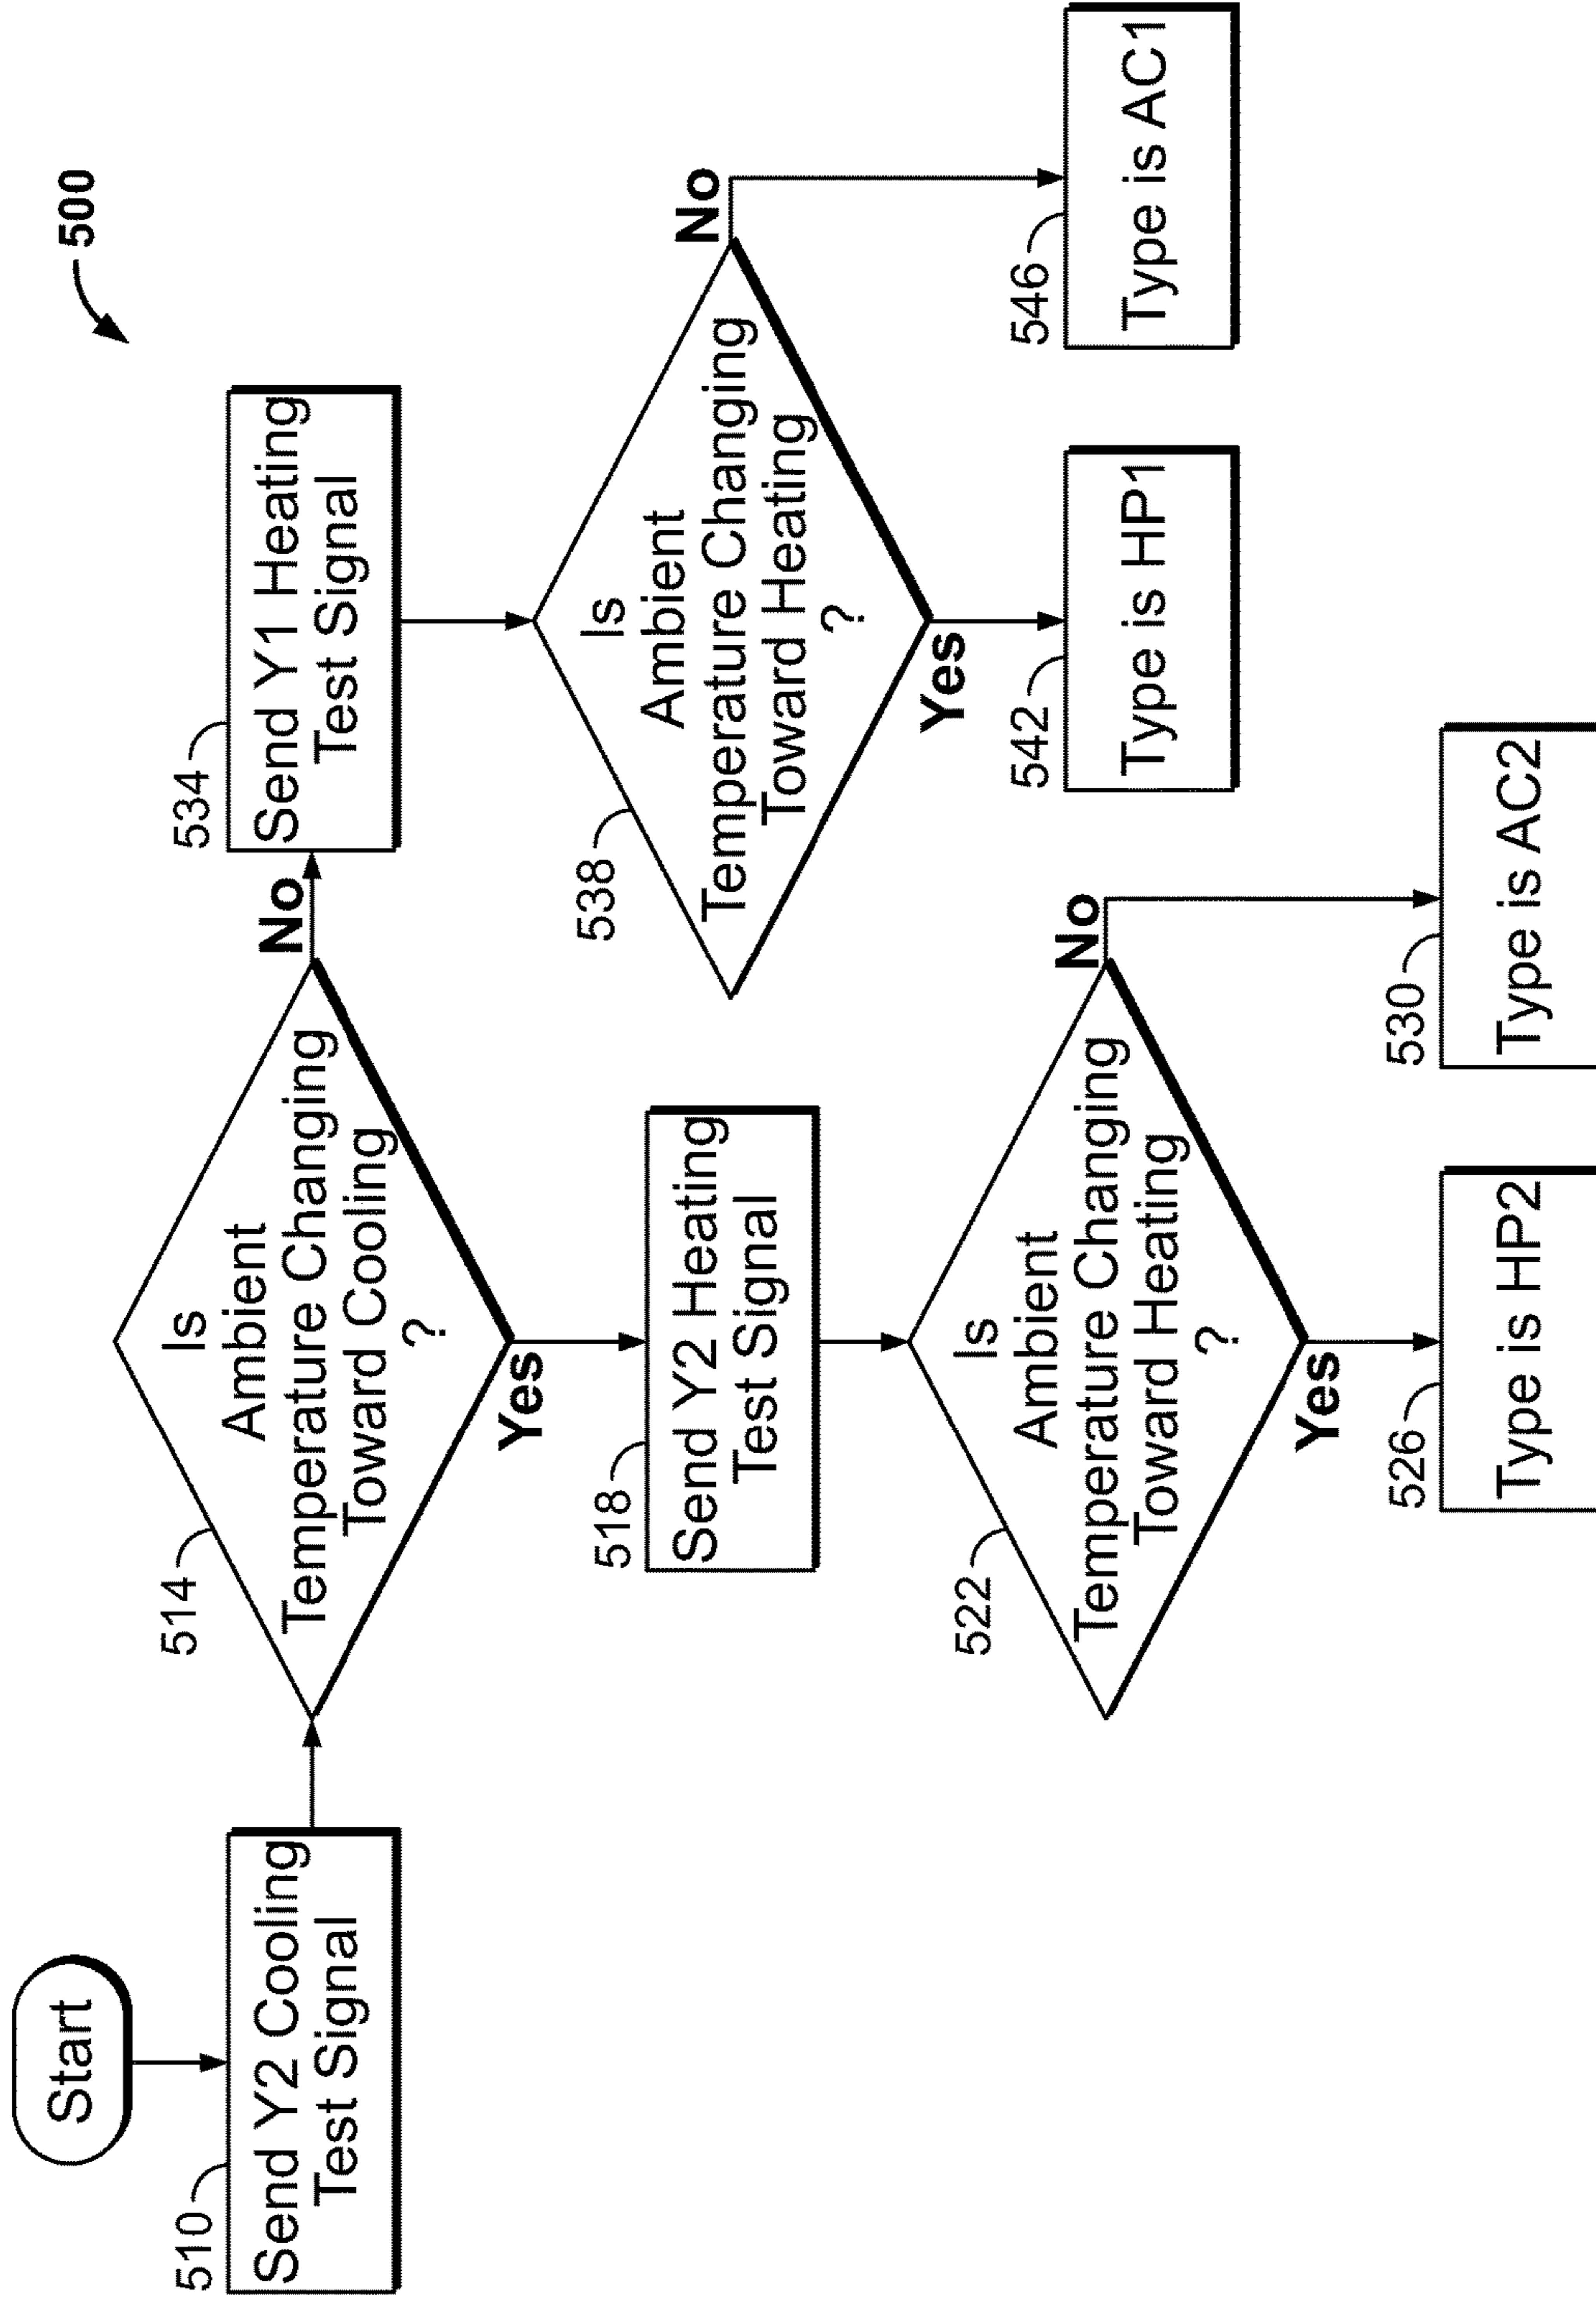 500
Start
510
Send Y2 Cooling
Test Signal
514
Is
Ambient
Temperature Changing
Toward Cooling
?
No
Yes
534
Send Y1 Heating
Test Signal
518
Send Y2 Heating
Test Signal
538
Is
Ambient
Temperature Changing
Toward Heating
?
No
Yes
522
Is
Ambient
Temperature Changing
Toward Heating
?
No
Yes
542
Type is HP1
546
Type is AC1
526
Type is HP2
530
Type is AC2